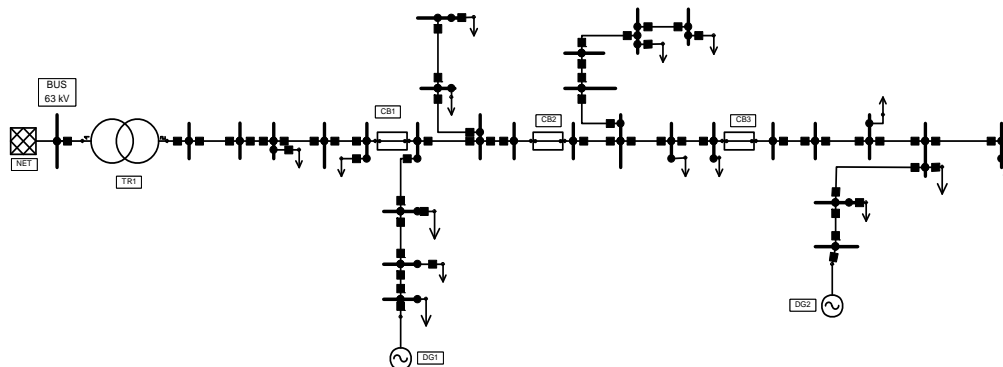 BUS
63 kV
NET
TR1
CB1
CB2
CB3
DG1
DG2